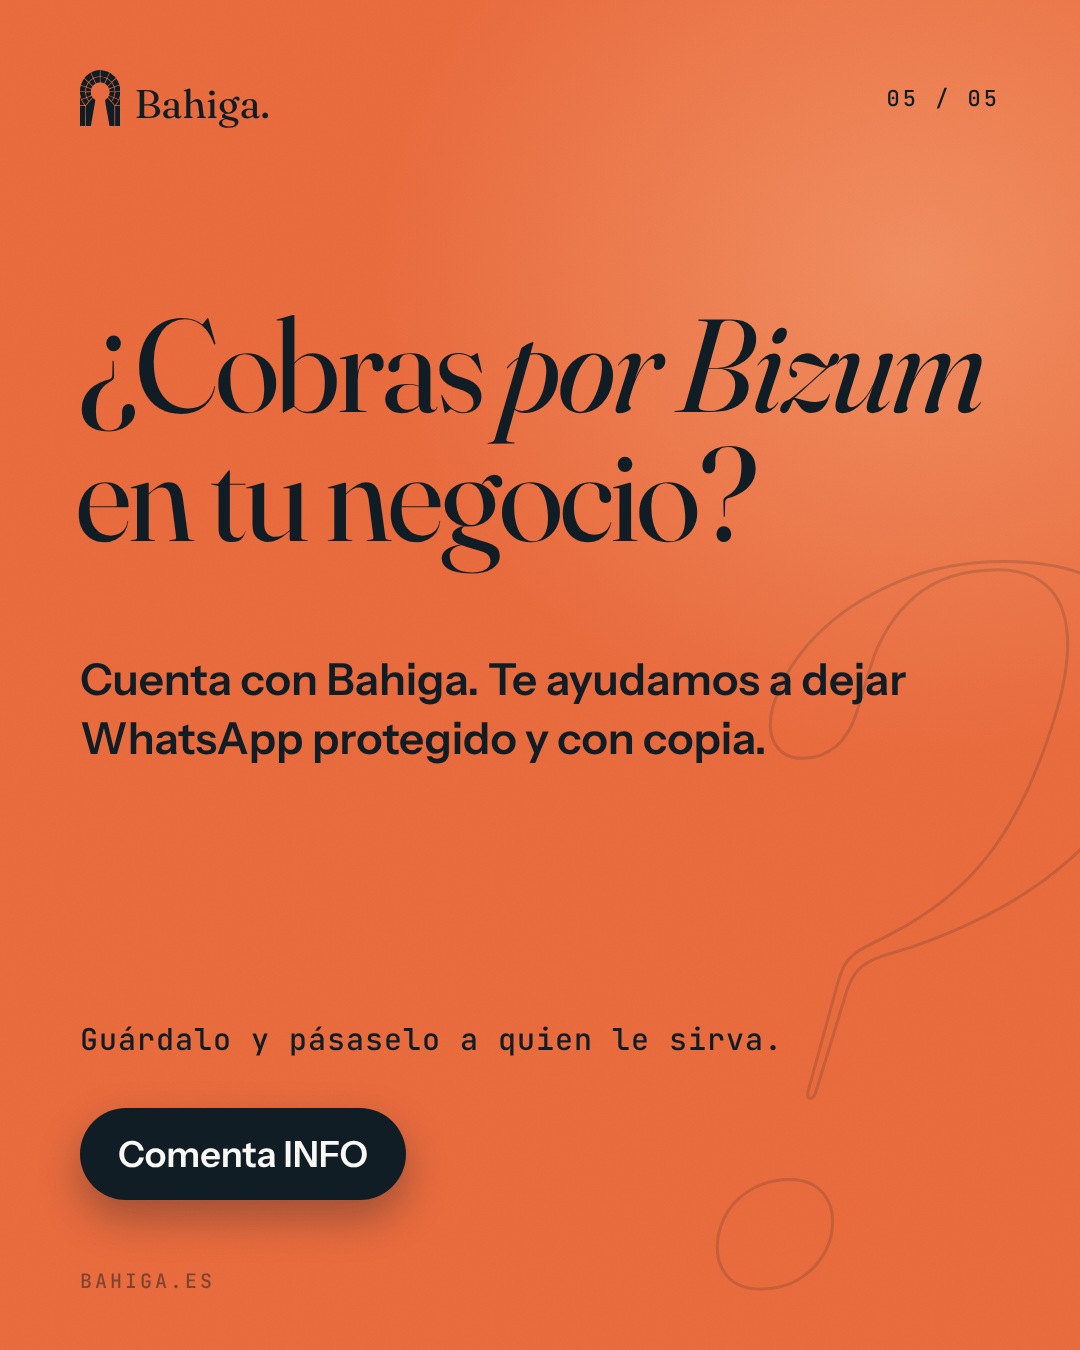 Bahiga.
05 / 05
¿Cobras por Bizum
en tu negocio?
Cuenta con Bahiga. Te ayudamos a dejar
WhatsApp protegido y con copia.
Guárdalo y pásaselo a quien le sirva.
Comenta INFO
BAHIGA.ES